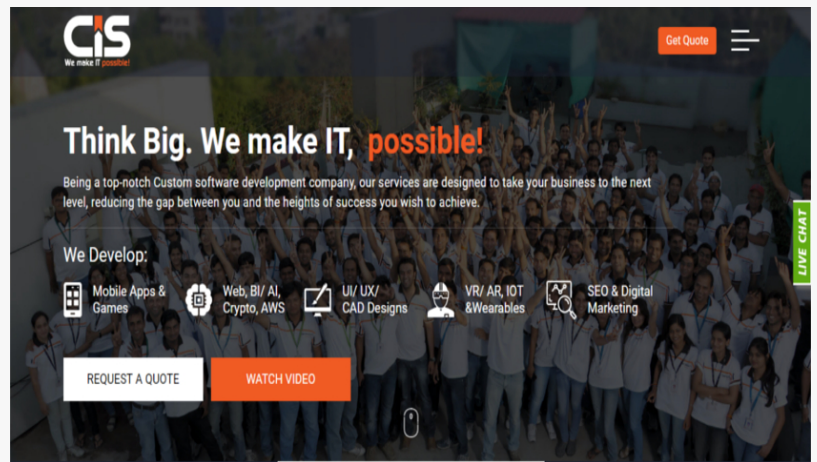 CIS
We make IT possible!
Get Quote
Think Big. We make IT, possible!
Being a top-notch Custom software development company, our services are designed to take your business to the next
level, reducing the gap between you and the heights of success you wish to achieve.
LIVE CHAT
We Develop:
Mobile Apps &
Games
Web, BI/ AI,
Crypto, AWS
UI/ UX/
CAD Designs
VR/ AR, IOT
&Wearables
SEO & Digital
Marketing
REQUEST A QUOTE
WATCH VIDEO